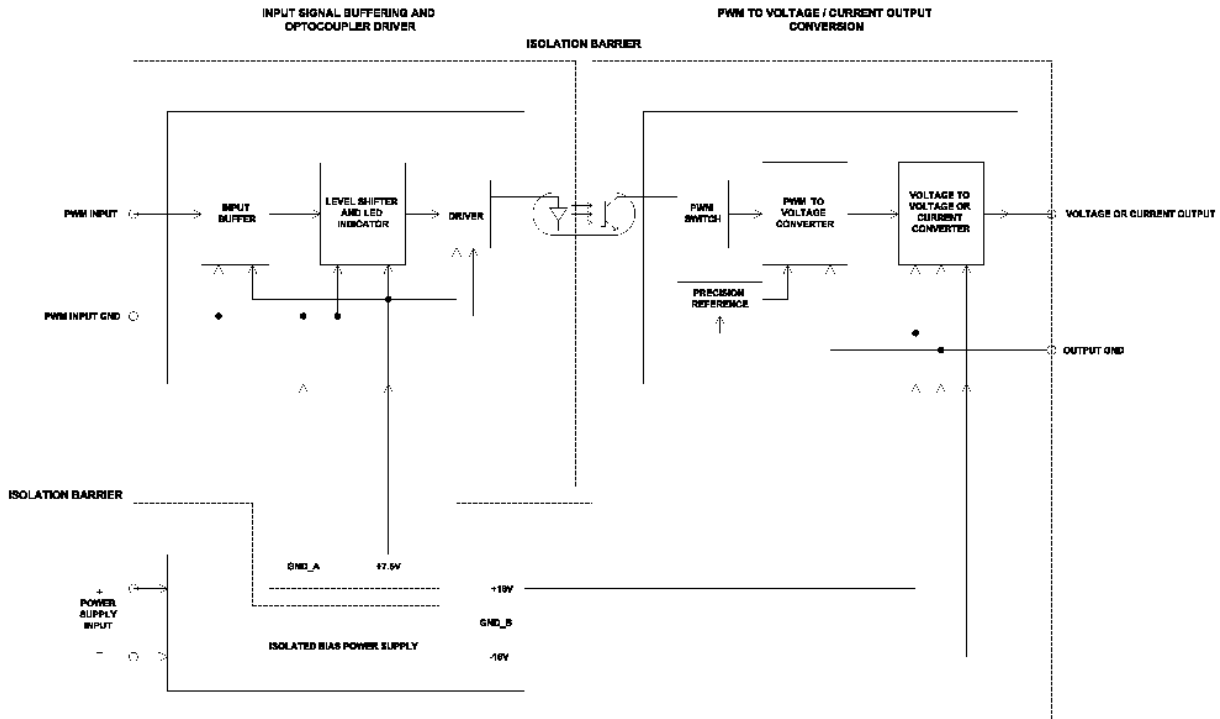 INPUT SIGNAL BUFFERING AND
OPTOCOUPLER DRIVER
PWM TO VOLTAGE / CURRENT OUTPUT
CONVERSION
ISOLATION BARRIER
PWM INPUT
INPUT
BUFFER
LEVEL SHIFTER
AND LED
INDICATOR
DRIVER
PWM
SWITCH
PWM TO
VOLTAGE
CONVERTER
VOLTAGE TO
VOLTAGE OR
CURRENT
CONVERTER
VOLTAGE OR CURRENT OUTPUT
PWM INPUT GND
PRECISION
REFERENCE
OUTPUT GND
ISOLATION BARRIER
GND_A
+7.5V
+
POWER
SUPPLY
INPUT
–
+18V
GND_B
ISOLATED BIAS POWER SUPPLY